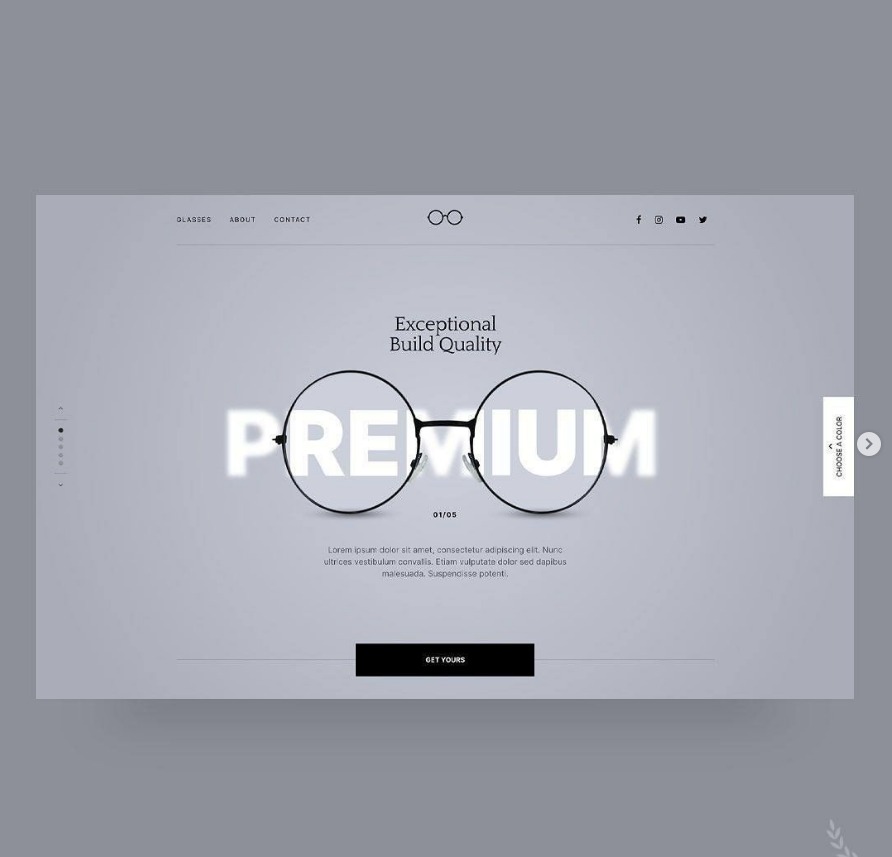 GLASSES ABOUT CONTACT
Exceptional
Build Quality
PREMIUM
CHOOSE A COLOR
01/05
Lorem ipsum dolor sit amet, consectetur adipiscing elit. Nunc
ultrices vestibulum convallis. Etiam vulputate dolor sed dapibus
malesuada. Suspendisse potenti.
GET YOURS